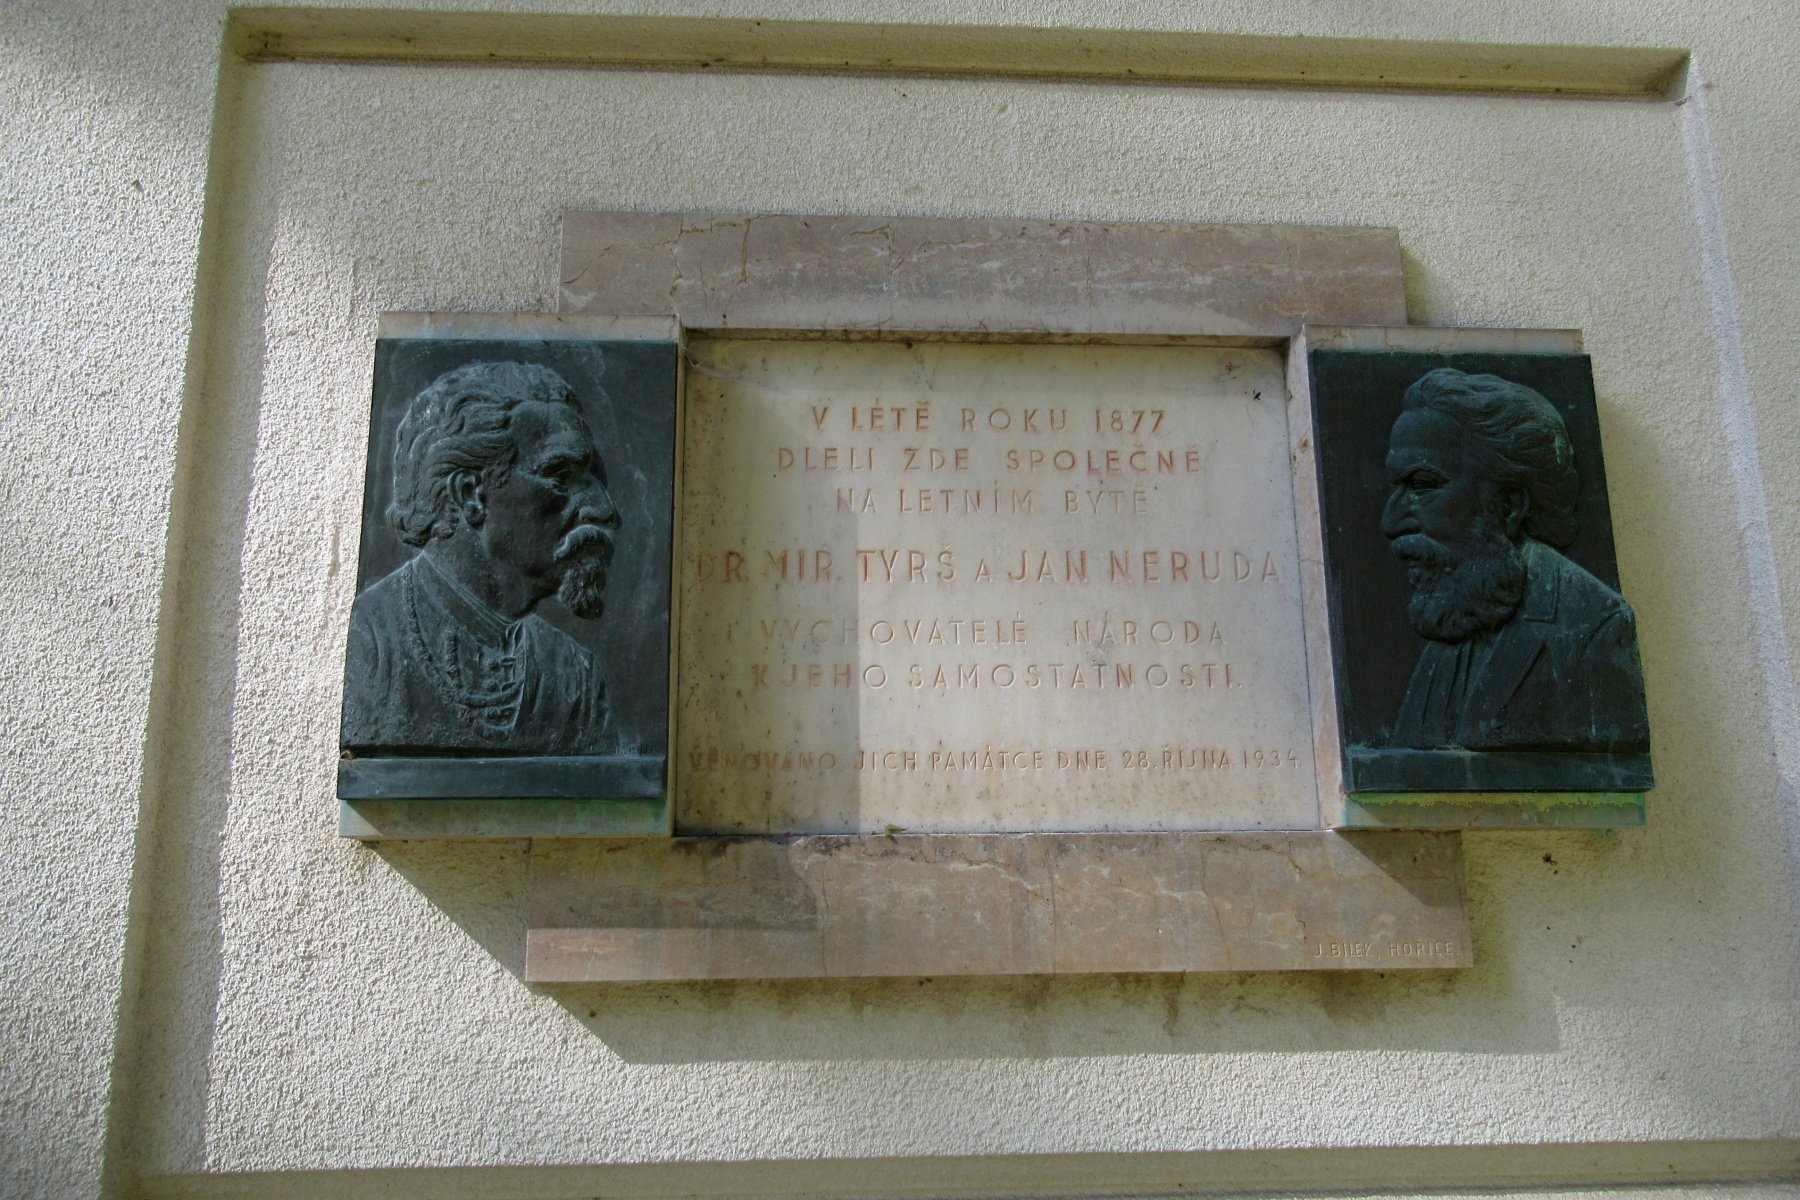 V LÉTĚ ROKU 1877
DLELI ZDE SPOLEČNĚ
NA LETNÍM BYTĚ
DR. MIR. TYRŠ A JAN NERUDA
VYCHOVATELÉ NÁRODA
K JEHO SAMOSTATNOSTI.
VĚNOVÁNO JICH PAMÁTCE DNE 28. ŘÍJNA 1934.
J. BÍLEK, HOŘICE.